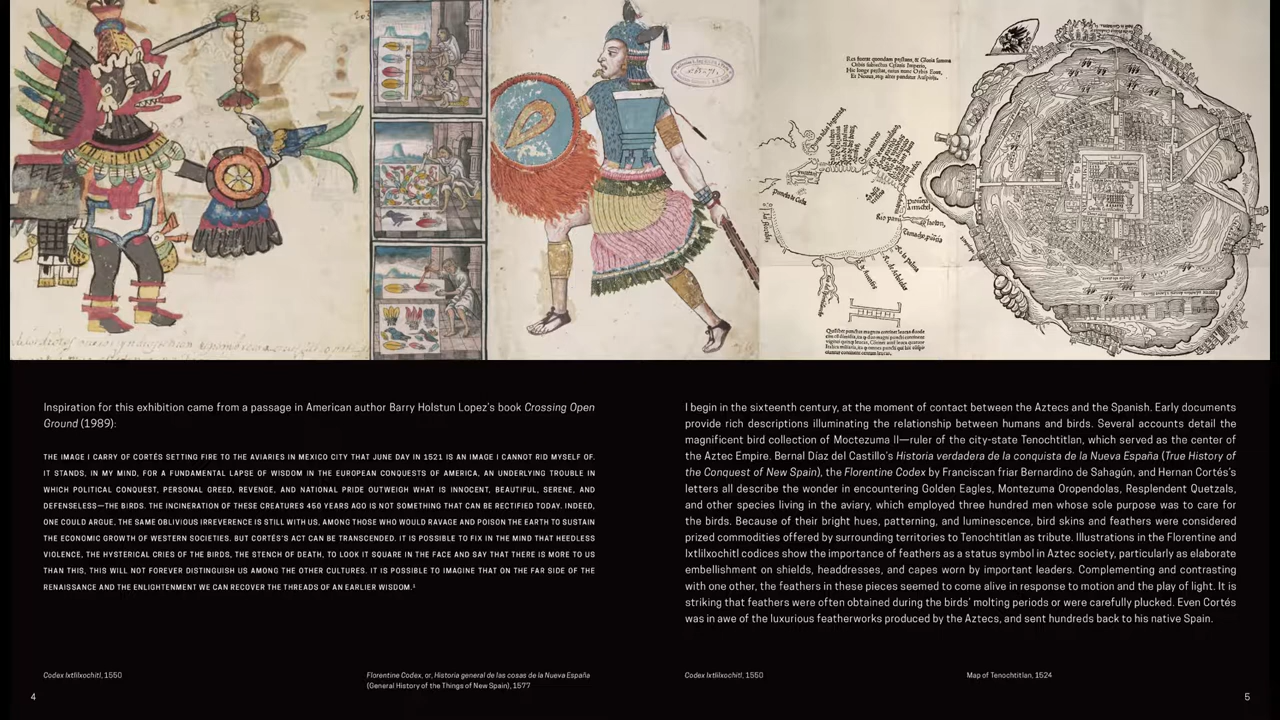 Inspiration for this exhibition came from a passage in American author Barry Holstun Lopez's book Crossing Open
Ground (1989):
THE IMAGE I CARRY OF CORTÉS SETTING FIRE TO THE AVIARIES IN MEXICO CITY THAT JUNE DAY IN 1521 IS AN IMAGE I CANNOT RID MYSELF OF.
IT STANDS, IN MY MIND, FOR A FUNDAMENTAL LAPSE OF WISDOM IN THE EUROPEAN CONQUESTS OF AMERICA, AN UNDERLYING TROUBLE IN
WHICH POLITICAL CONQUEST, PERSONAL GREED, REVENGE, AND NATIONAL PRIDE OUTWEIGH WHAT IS INNOCENT, BEAUTIFUL, SERENE, AND
DEFENSELESS—THE BIRDS. THE INCINERATION OF THESE CREATURES 450 YEARS AGO IS NOT SOMETHING THAT CAN BE RECTIFIED TODAY. INDEED,
ONE COULD ARGUE, THE SAME OBLIVIOUS IRREVERENCE IS STILL WITH US, AMONG THOSE WHO WOULD RAVAGE AND POISON THE EARTH TO SUSTAIN
THE ECONOMIC GROWTH OF WESTERN SOCIETIES. BUT CORTÉS'S ACT CAN BE TRANSCENDED. IT IS POSSIBLE TO FIX IN THE MIND THAT HEEDLESS
VIOLENCE, THE HYSTERICAL CRIES OF THE BIRDS, THE STENCH OF DEATH, TO LOOK IT SQUARE IN THE FACE AND SAY THAT THERE IS MORE TO US
THAN THIS, THIS WILL NOT FOREVER DISTINGUISH US AMONG THE OTHER CULTURES. IT IS POSSIBLE TO IMAGINE THAT ON THE FAR SIDE OF THE
RENAISSANCE AND THE ENLIGHTENMENT WE CAN RECOVER THE THREADS OF AN EARLIER WISDOM.¹
Codex Ixtlilxochitl, 1550
Florentine Codex, or, Historia general de las cosas de la Nueva España
(General History of the Things of New Spain), 1577
4
I begin in the sixteenth century, at the moment of contact between the Aztecs and the Spanish. Early documents
provide rich descriptions illuminating the relationship between humans and birds. Several accounts detail the
magnificent bird collection of Moctezuma II—ruler of the city-state Tenochtitlan, which served as the center of
the Aztec Empire. Bernal Díaz del Castillo's Historia verdadera de la conquista de la Nueva España (True History of
the Conquest of New Spain), the Florentine Codex by Franciscan friar Bernardino de Sahagún, and Hernan Cortés's
letters all describe the wonder in encountering Golden Eagles, Montezuma Oropendolas, Resplendent Quetzals,
and other species living in the aviary, which employed three hundred men whose sole purpose was to care for
the birds. Because of their bright hues, patterning, and luminescence, bird skins and feathers were considered
prized commodities offered by surrounding territories to Tenochtitlan as tribute. Illustrations in the Florentine and
Ixtlilxochitl codices show the importance of feathers as a status symbol in Aztec society, particularly as elaborate
embellishment on shields, headdresses, and capes worn by important leaders. Complementing and contrasting
with one other, the feathers in these pieces seemed to come alive in response to motion and the play of light. It is
striking that feathers were often obtained during the birds' molting periods or were carefully plucked. Even Cortés
was in awe of the luxurious featherworks produced by the Aztecs, and sent hundreds back to his native Spain.
Codex Ixtlilxochitl, 1550
Map of Tenochtitlan, 1524
5